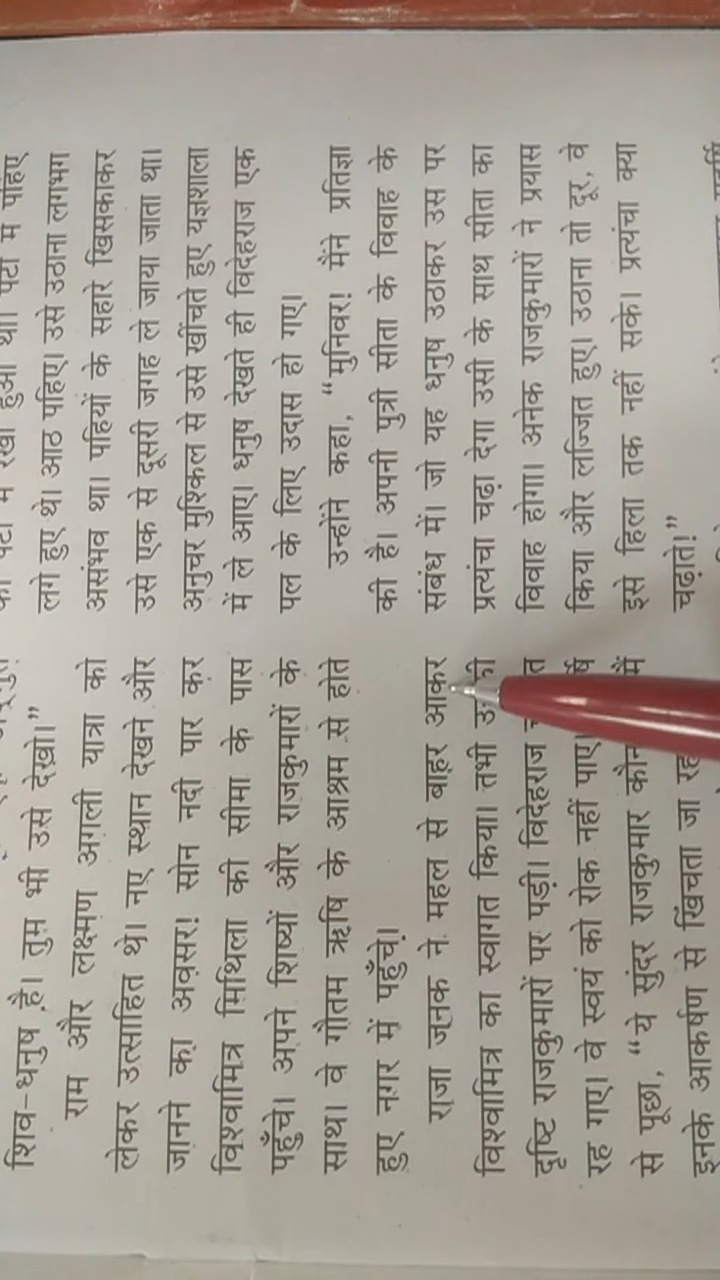 शिव-धनुष है। तुम भी उसे देखो।”
राम और लक्ष्मण अगली यात्रा को
लेकर उत्साहित थे। नए स्थान देखने और
जानने का अवसर! सोन नदी पार कर
विश्वामित्र मिथिला की सीमा के पास
पहुँचे। अपने शिष्यों और राजकुमारों के
साथ। वे गौतम ऋषि के आश्रम से होते
हुए नगर में पहुँचे।
राजा जनक ने महल से बाहर आकर
विश्वामित्र का स्वागत किया। तभी
दृष्टि राजकुमारों पर पड़ी। विदेहराज
रह गए। वे स्वयं को रोक नहीं पाए।
से पूछा, “ये सुंदर राजकुमार कौन मैं
इनके आकर्षण से खिंचता जा
में रखा हुआ था। पेटी में पहिए
लगे हुए थे। आठ पहिए। उसे उठाना लगभग
असंभव था। पहियों के सहारे खिसकाकर
उसे एक से दूसरी जगह ले जाया जाता था।
अनुचर मुश्किल से उसे खींचते हुए यज्ञशाला
में ले आए। धनुष देखते ही विदेहराज एक
पल के लिए उदास हो गए।
उन्होंने कहा, “मुनिवर! मैंने प्रतिज्ञा
की है। अपनी पुत्री सीता के विवाह के
संबंध में। जो यह धनुष उठाकर उस पर
प्रत्यंचा चढ़ा देगा उसी के साथ सीता का
विवाह होगा। अनेक राजकुमारों ने प्रयास
किया और लज्जित हुए। उठाना तो दूर, वे
इसे हिला तक नहीं सके। प्रत्यंचा क्या
चढ़ाते!”